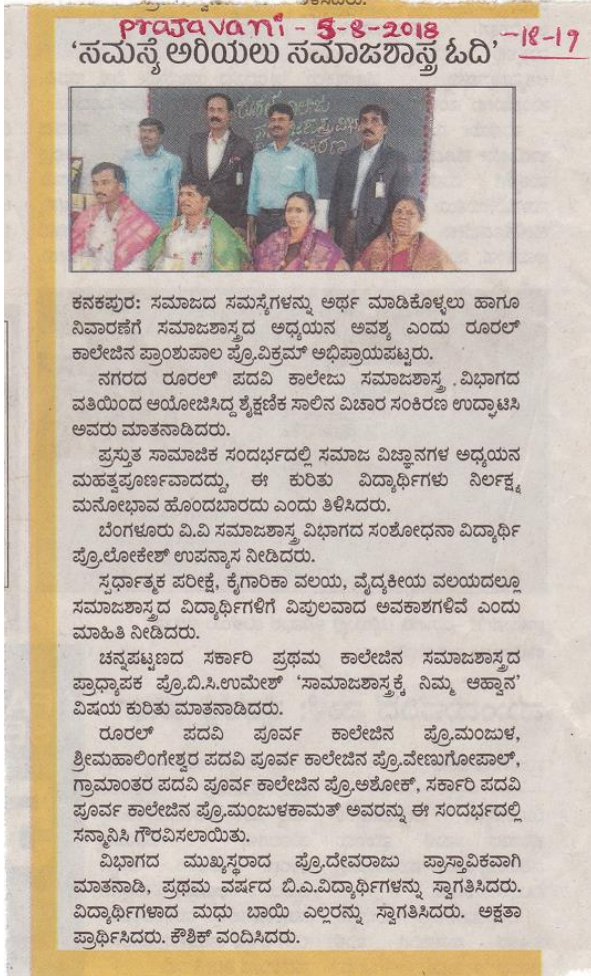 prajavani - 5-8-2018
-18-19
'ಸಮಸ್ಯೆ ಅರಿಯಲು ಸಮಾಜಶಾಸ್ತ್ರ ಓದಿ'
ರೂರಲ್ ಕಾಲೇಜು
ಸಮಾಜಶಾಸ್ತ್ರ ವಿಭಾ
ಕನಕಪುರ: ಸಮಾಜದ ಸಮಸ್ಯೆಗಳನ್ನು ಅರ್ಥ ಮಾಡಿಕೊಳ್ಳಲು ಹಾಗೂ
ನಿವಾರಣೆಗೆ ಸಮಾಜಶಾಸ್ತ್ರದ ಅಧ್ಯಯನ ಅವಶ್ಯ ಎಂದು ರೂರಲ್
ಕಾಲೇಜಿನ ಪ್ರಾಂಶುಪಾಲ ಪ್ರೊ.ವಿಕ್ರಮ್ ಅಭಿಪ್ರಾಯಪಟ್ಟರು.
ನಗರದ ರೂರಲ್ ಪದವಿ ಕಾಲೇಜು ಸಮಾಜಶಾಸ್ತ್ರ ವಿಭಾಗದ
ವತಿಯಿಂದ ಆಯೋಜಿಸಿದ್ದ ಶೈಕ್ಷಣಿಕ ಸಾಲಿನ ವಿಚಾರ ಸಂಕಿರಣ ಉದ್ಘಾಟಿಸಿ
ಅವರು ಮಾತನಾಡಿದರು.
ಪ್ರಸ್ತುತ ಸಾಮಾಜಿಕ ಸಂದರ್ಭದಲ್ಲಿ ಸಮಾಜ ವಿಜ್ಞಾನಗಳ ಅಧ್ಯಯನ
ಮಹತ್ವಪೂರ್ಣವಾದದ್ದು, ಈ ಕುರಿತು ವಿದ್ಯಾರ್ಥಿಗಳು ನಿರ್ಲಕ್ಷ್ಯ
ಮನೋಭಾವ ಹೊಂದಬಾರದು ಎಂದು ತಿಳಿಸಿದರು.
ಬೆಂಗಳೂರು ವಿ.ವಿ ಸಮಾಜಶಾಸ್ತ್ರ ವಿಭಾಗದ ಸಂಶೋಧನಾ ವಿದ್ಯಾರ್ಥಿ
ಪ್ರೊ.ಲೋಕೇಶ್ ಉಪನ್ಯಾಸ ನೀಡಿದರು.
ಸ್ಪರ್ಧಾತ್ಮಕ ಪರೀಕ್ಷೆ, ಕೈಗಾರಿಕಾ ವಲಯ, ವೈದ್ಯಕೀಯ ವಲಯದಲ್ಲೂ
ಸಮಾಜಶಾಸ್ತ್ರದ ವಿದ್ಯಾರ್ಥಿಗಳಿಗೆ ವಿಪುಲವಾದ ಅವಕಾಶಗಳಿವೆ ಎಂದು
ಮಾಹಿತಿ ನೀಡಿದರು.
ಚನ್ನಪಟ್ಟಣದ ಸರ್ಕಾರಿ ಪ್ರಥಮ ಕಾಲೇಜಿನ ಸಮಾಜಶಾಸ್ತ್ರದ
ಪ್ರಾಧ್ಯಾಪಕ ಪ್ರೊ.ಬಿ.ಸಿ.ಉಮೇಶ್ 'ಸಾಮಾಜಶಾಸ್ತ್ರಕ್ಕೆ ನಿಮ್ಮ ಆಹ್ವಾನ'
ವಿಷಯ ಕುರಿತು ಮಾತನಾಡಿದರು.
ರೂರಲ್ ಪದವಿ ಪೂರ್ವ ಕಾಲೇಜಿನ ಪ್ರೊ.ಮಂಜುಳ,
ಶ್ರೀಮಹಾಲಿಂಗೇಶ್ವರ ಪದವಿ ಪೂರ್ವ ಕಾಲೇಜಿನ ಪ್ರೊ.ವೇಣುಗೋಪಾಲ್,
ಗ್ರಾಮಾಂತರ ಪದವಿ ಪೂರ್ವ ಕಾಲೇಜಿನ ಪ್ರೊ.ಅಶೋಕ್, ಸರ್ಕಾರಿ ಪದವಿ
ಪೂರ್ವ ಕಾಲೇಜಿನ ಪ್ರೊ.ಮಂಜುಳಕಾಮತ್ ಅವರನ್ನು ಈ ಸಂದರ್ಭದಲ್ಲಿ
ಸನ್ಮಾನಿಸಿ ಗೌರವಿಸಲಾಯಿತು.
ವಿಭಾಗದ ಮುಖ್ಯಸ್ಥರಾದ ಪ್ರೊ.ದೇವರಾಜು ಪ್ರಾಸ್ತಾವಿಕವಾಗಿ
ಮಾತನಾಡಿ, ಪ್ರಥಮ ವರ್ಷದ ಬಿ.ಎ.ವಿದ್ಯಾರ್ಥಿಗಳನ್ನು ಸ್ವಾಗತಿಸಿದರು.
ವಿದ್ಯಾರ್ಥಿಗಳಾದ ಮಧು ಬಾಯಿ ಎಲ್ಲರನ್ನು ಸ್ವಾಗತಿಸಿದರು. ಅಕ್ಷತಾ
ಪ್ರಾರ್ಥಿಸಿದರು. ಕೌಶಿಕ್ ವಂದಿಸಿದರು.